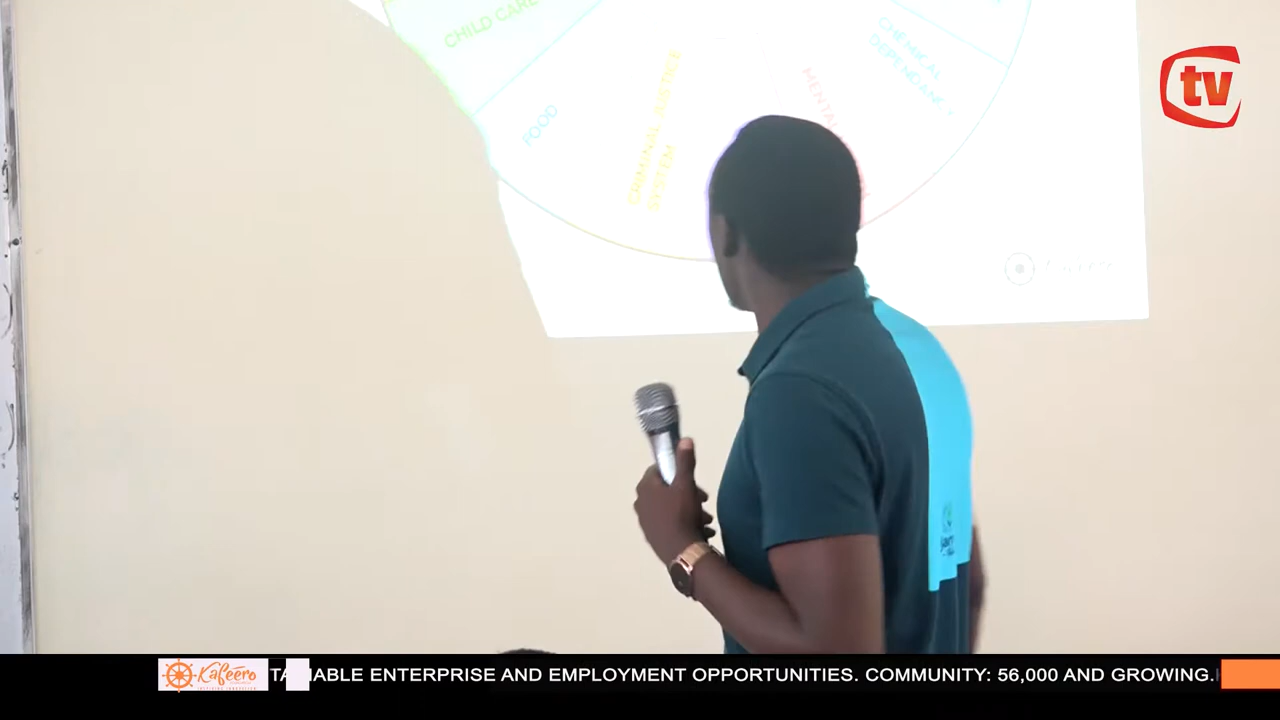 CHILD CARE
FOOD
CRIMINAL JUSTICE
SYSTEM
MENTAL
CHEMICAL
tv
Kafeero
ABLE ENTERPRISE AND EMPLOYMENT OPPORTUNITIES. COMMUNITY: 56,000 AND GROWING.